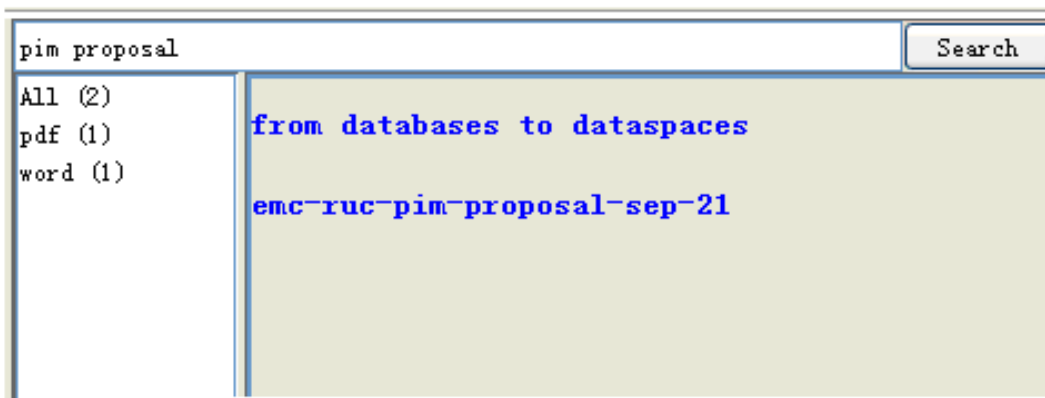 pim proposal
Search
All (2)
pdf (1)
word (1)
from databases to dataspaces
emc-ruc-pim-proposal-sep-21